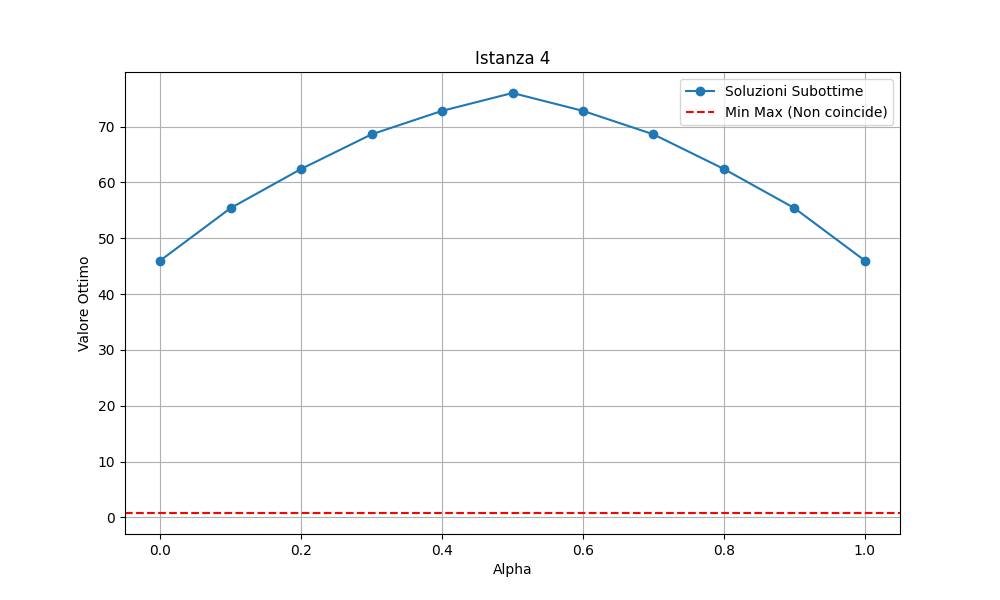 Istanza 4
Soluzioni Subottime
Min Max (Non coincide)
Valore Ottimo
70
60
50
40
30
20
10
0
0.0 0.2 0.4 0.6 0.8 1.0
Alpha